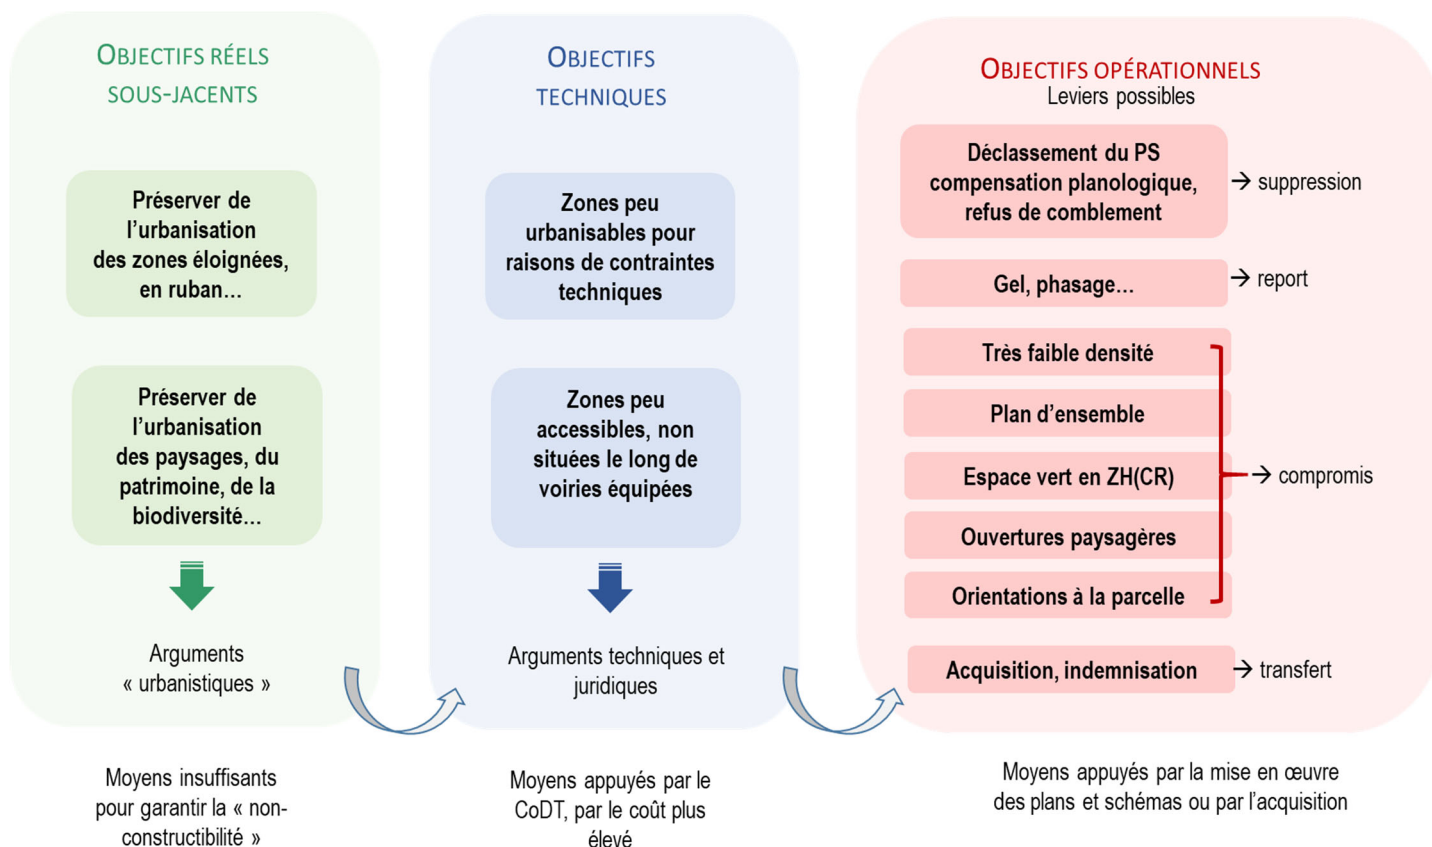 OBJECTIFS RÉELS
SOUS-JACENTS
Préserver de
l’urbanisation
des zones éloignées,
en ruban…
Préserver de
l’urbanisation
des paysages, du
patrimoine, de la
biodiversité…
Arguments
« urbanistiques »
Moyens insuffisants
pour garantir la « non-
constructibilité »
OBJECTIFS
TECHNIQUES
Zones peu
urbanisables pour
raisons de contraintes
techniques
Zones peu
accessibles, non
situées le long de
voiries équipées
Arguments techniques et
juridiques
Moyens appuyés par le
CoDT, par le coût plus
élevé
OBJECTIFS OPÉRATIONNELS
Leviers possibles
Déclassement du PS
compensation planologique,
refus de comblement
→ suppression
Gel, phasage…
→ report
Très faible densité
Plan d’ensemble
Espace vert en ZH(CR)
→ compromis
Ouvertures paysagères
Orientations à la parcelle
Acquisition, indemnisation
→ transfert
Moyens appuyés par la mise en œuvre
des plans et schémas ou par l’acquisition